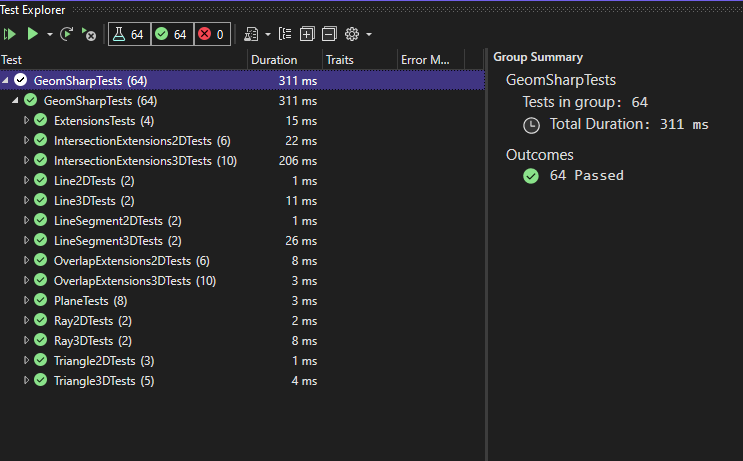 Test Explorer
64 64 0
Test Duration Traits Error M...
GeomSharpTests (64) 311 ms
GeomSharpTests (64) 311 ms
ExtensionsTests (4) 15 ms
IntersectionExtensions2DTests (6) 22 ms
IntersectionExtensions3DTests (10) 206 ms
Line2DTests (2) 1 ms
Line3DTests (2) 11 ms
LineSegment2DTests (2) 1 ms
LineSegment3DTests (2) 26 ms
OverlapExtensions2DTests (6) 8 ms
OverlapExtensions3DTests (10) 3 ms
PlaneTests (8) 3 ms
Ray2DTests (2) 2 ms
Ray3DTests (2) 8 ms
Triangle2DTests (3) 1 ms
Triangle3DTests (5) 4 ms
Group Summary
GeomSharpTests
Tests in group: 64
Total Duration: 311 ms
Outcomes
64 Passed